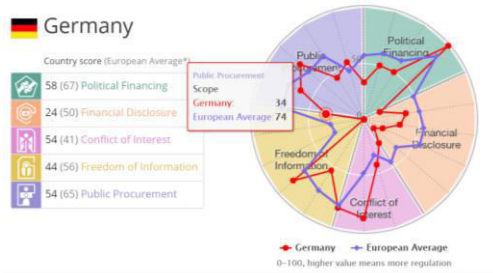 Germany
Country score (European Average*)
58 (67) Political Financing
24 (50) Financial Disclosure
54 (41) Conflict of Interest
44 (56) Freedom of Information
54 (65) Public Procurement
Political
Financing
Public
Procurement
Public Procurement
Scope
Germany: 34
European Average 74
Financial
Disclosure
Freedom of
Information
Conflict of
Interest
Germany
European Average
0-100, higher value means more regulation